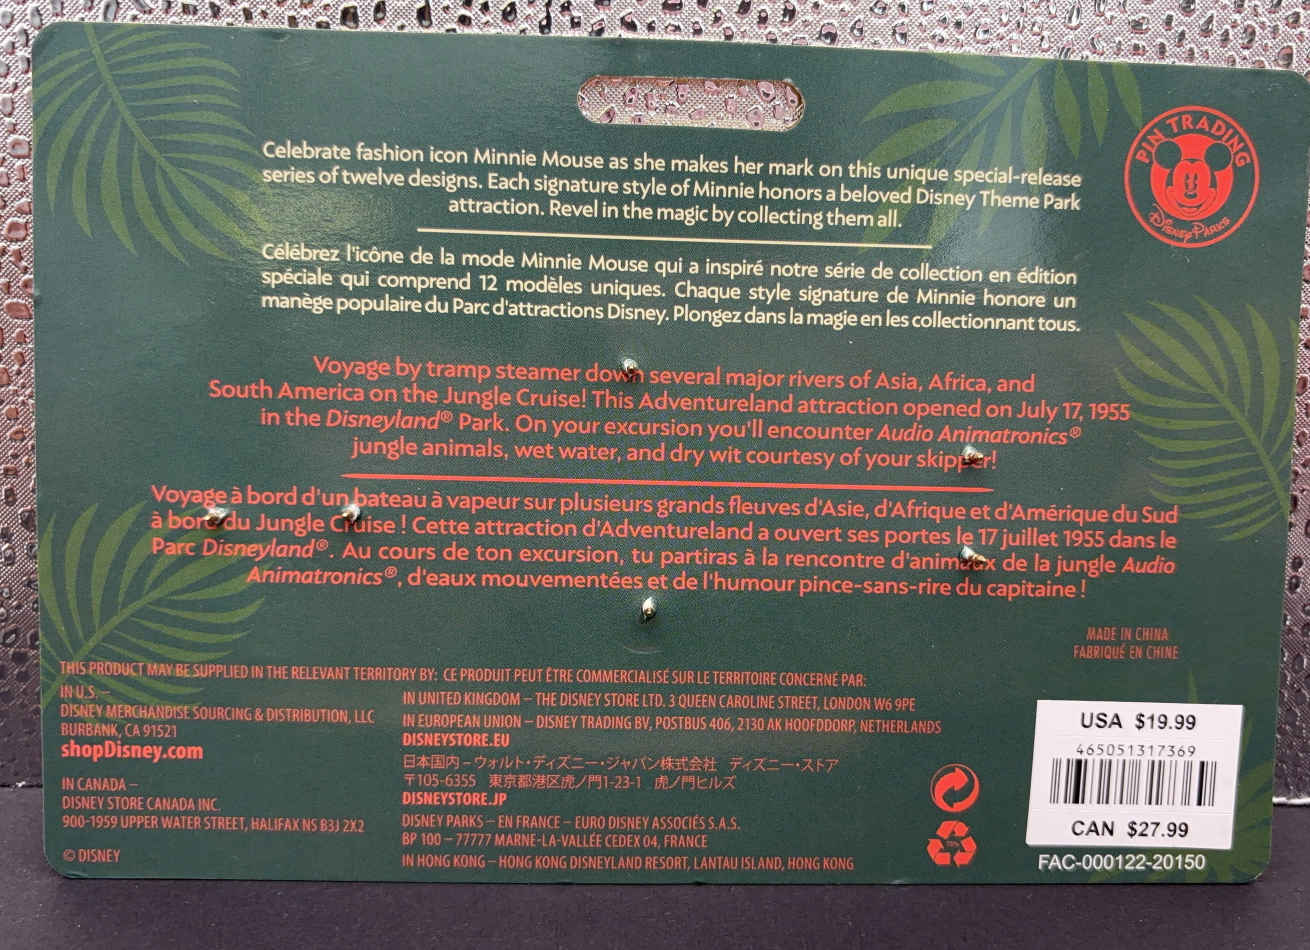 PIN TRADING
Disney Parks
Celebrate fashion icon Minnie Mouse as she makes her mark on this unique special-release
series of twelve designs. Each signature style of Minnie honors a beloved Disney Theme Park
attraction. Revel in the magic by collecting them all.
Célébrez l'icône de la mode Minnie Mouse qui a inspiré notre série de collection en édition
spéciale qui comprend 12 modèles uniques. Chaque style signature de Minnie honore un
manège populaire du Parc d'attractions Disney. Plongez dans la magie en les collectionnant tous.
Voyage by tramp steamer down several major rivers of Asia, Africa, and
South America on the Jungle Cruise! This Adventureland attraction opened on July 17, 1955
in the Disneyland® Park. On your excursion you'll encounter Audio Animatronics®
jungle animals, wet water, and dry wit courtesy of your skipper!
Voyage à bord d'un bateau à vapeur sur plusieurs grands fleuves d'Asie, d'Afrique et d'Amérique du Sud
à bord du Jungle Cruise ! Cette attraction d'Adventureland a ouvert ses portes le 17 juillet 1955 dans le
Parc Disneyland®. Au cours de ton excursion, tu partiras à la rencontre d'animaux de la jungle Audio
Animatronics®, d'eaux mouvementées et de l'humour pince-sans-rire du capitaine !
MADE IN CHINA
FABRIQUÉ EN CHINE
THIS PRODUCT MAY BE SUPPLIED IN THE RELEVANT TERRITORY BY: CE PRODUIT PEUT ÊTRE COMMERCIALISÉ SUR LE TERRITOIRE CONCERNÉ PAR:
IN U.S. –
DISNEY MERCHANDISE SOURCING & DISTRIBUTION, LLC
BURBANK, CA 91521
shopDisney.com
IN CANADA –
DISNEY STORE CANADA INC.
900-1959 UPPER WATER STREET, HALIFAX NS B3J 2X2
© DISNEY
IN UNITED KINGDOM – THE DISNEY STORE LTD. 3 QUEEN CAROLINE STREET, LONDON W6 9PE
IN EUROPEAN UNION – DISNEY TRADING BV, POSTBUS 406, 2130 AK HOOFDDORP, NETHERLANDS
DISNEYSTORE.EU
日本国内 – ウォルト・ディズニー・ジャパン株式会社 ディズニー・ストア
〒105-6355 東京都港区虎ノ門1-23-1 虎ノ門ヒルズ
DISNEYSTORE.JP
DISNEY PARKS – EN FRANCE – EURO DISNEY ASSOCIÉS S.A.S.
BP 100 – 77777 MARNE-LA-VALLÉE CEDEX 04, FRANCE
IN HONG KONG – HONG KONG DISNEYLAND RESORT, LANTAU ISLAND, HONG KONG
USA $19.99
465051317369
CAN $27.99
FAC-000122-20150